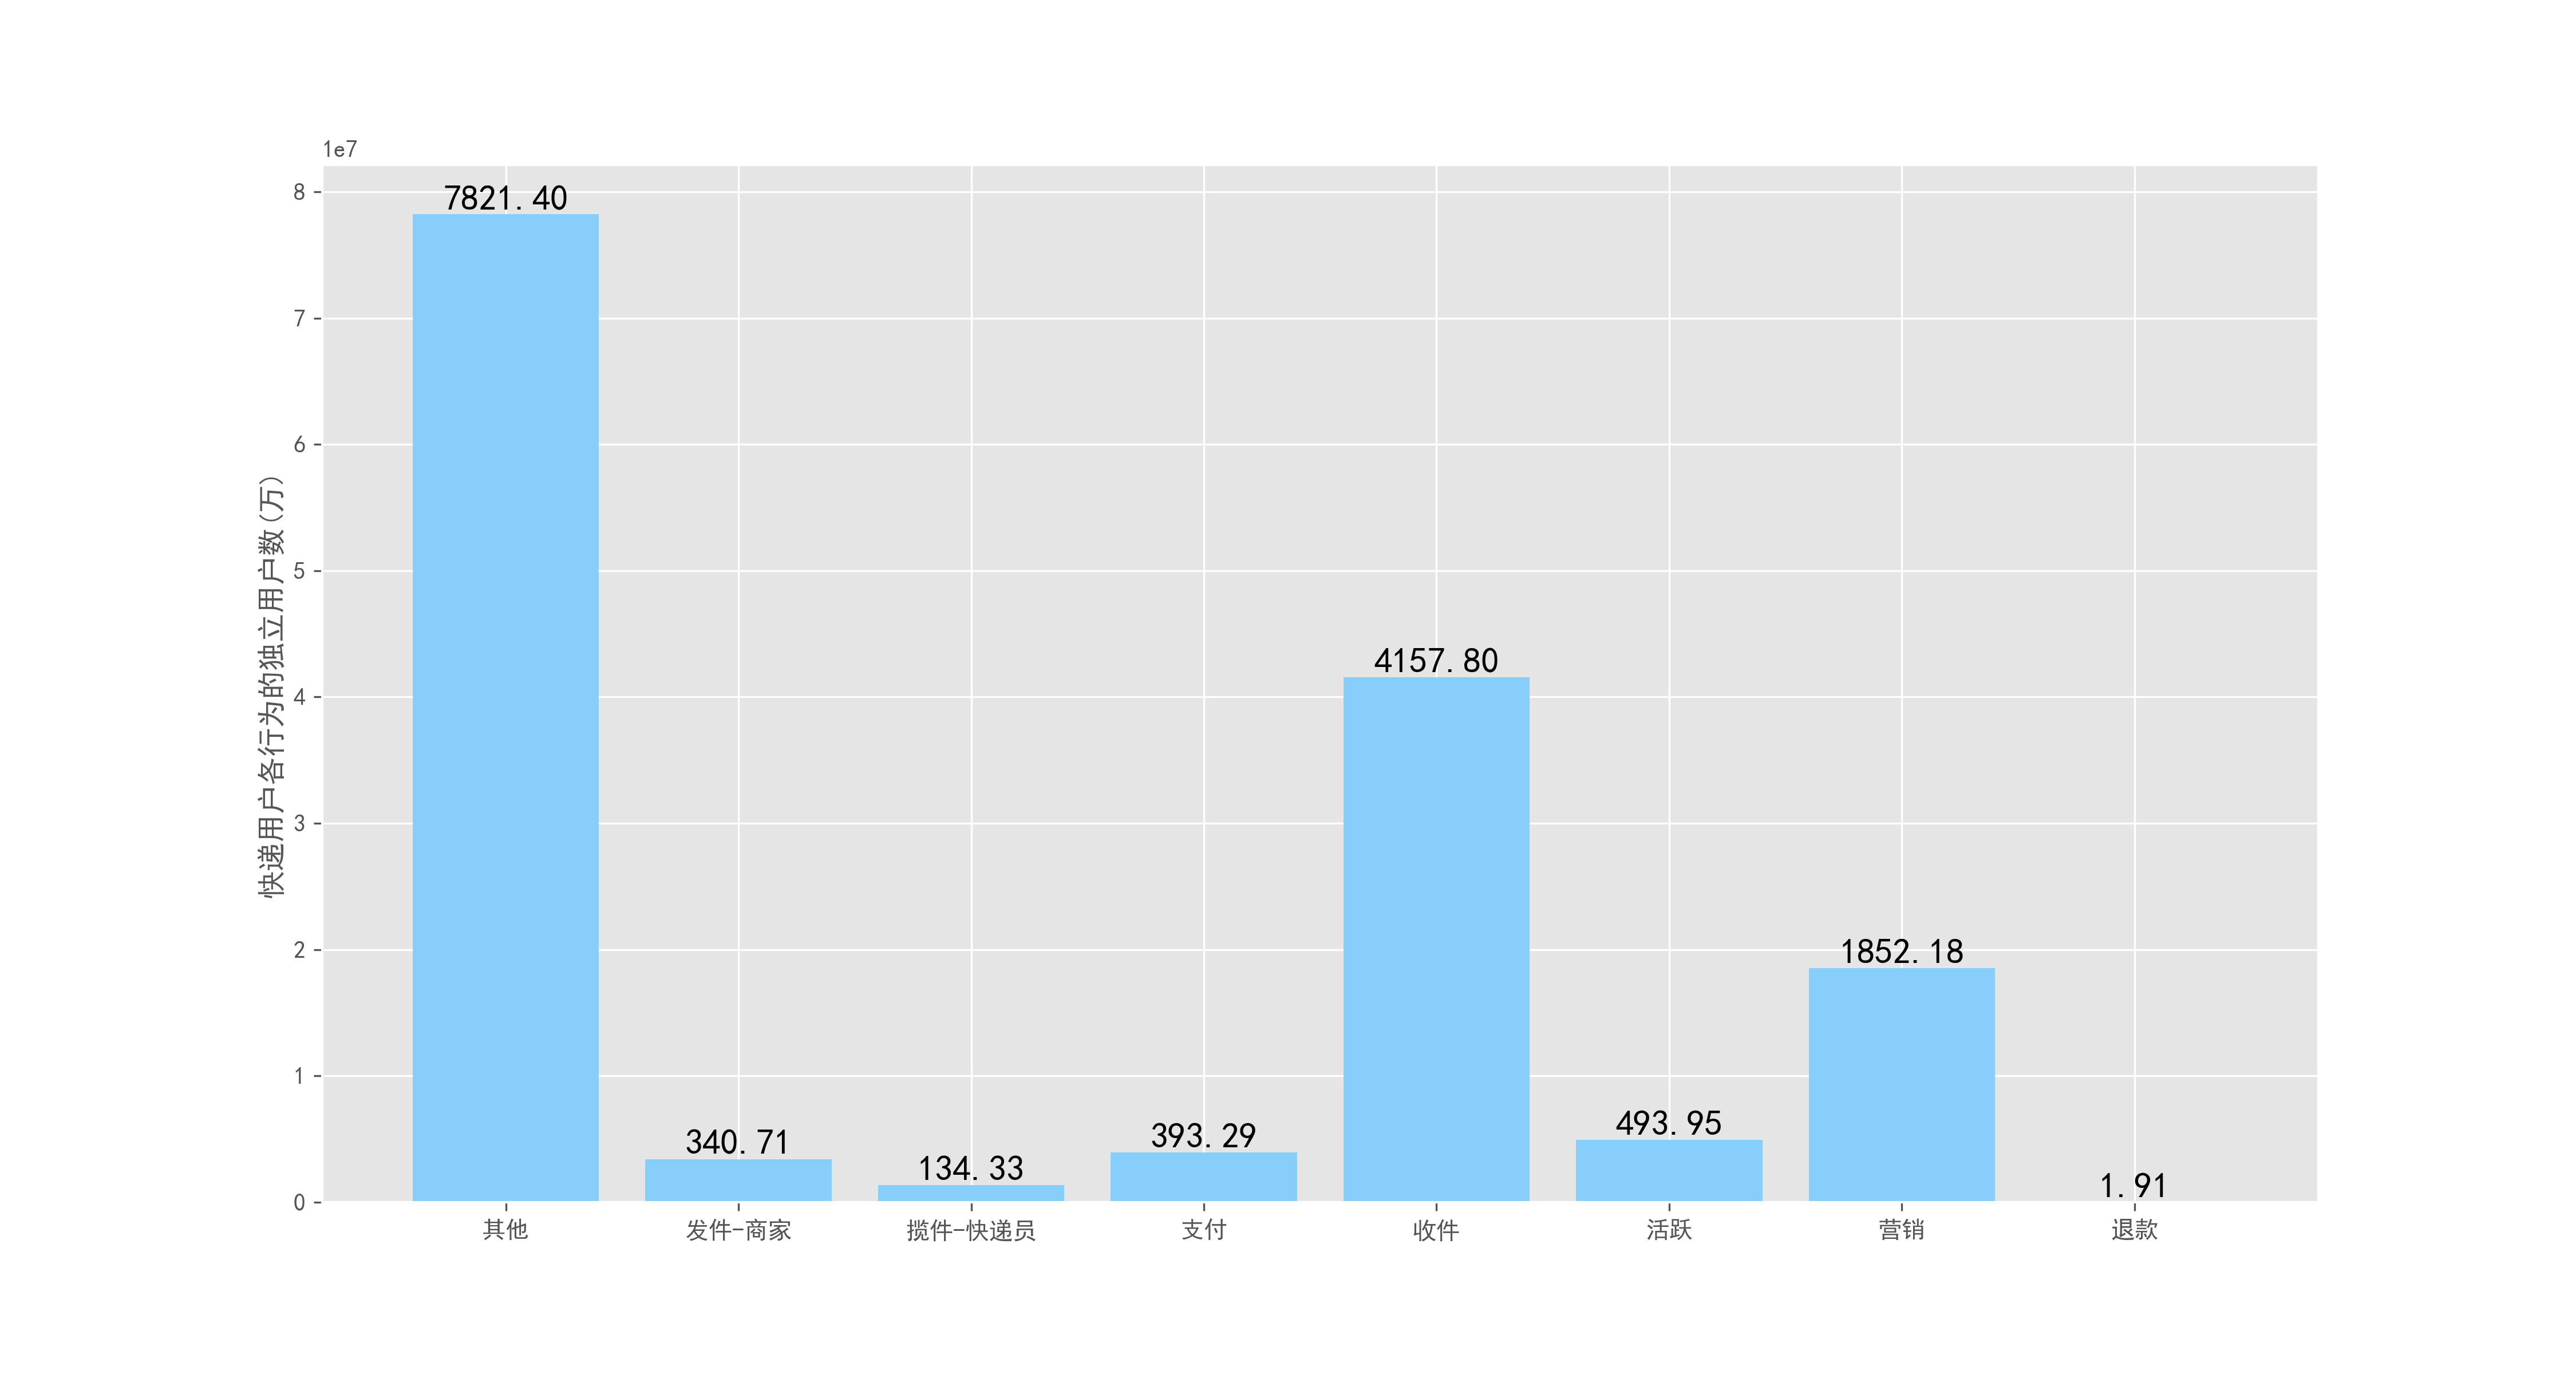 1e7
8
7
6
5
4
3
2
1
0
快递用户各行为的独立用户数(万)
7821.40
340.71
134.33
393.29
4157.80
493.95
1852.18
1.91
其他
发件-商家
揽件-快递员
支付
收件
活跃
营销
退款